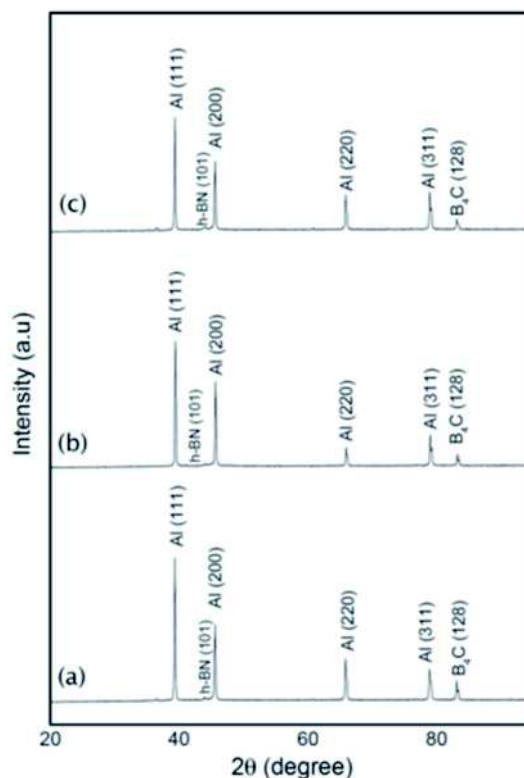 Al (111)
h-BN (101)
Al (200)
Al (220)
Al (311)
B₄C (128)
(c)
Al (111)
h-BN (101)
Al (200)
Al (220)
Al (311)
B₄C (128)
(b)
Al (111)
h-BN (101)
Al (200)
Al (220)
Al (311)
B₄C (128)
(a)
Intensity (a.u)
20 40 60 80
2θ (degree)